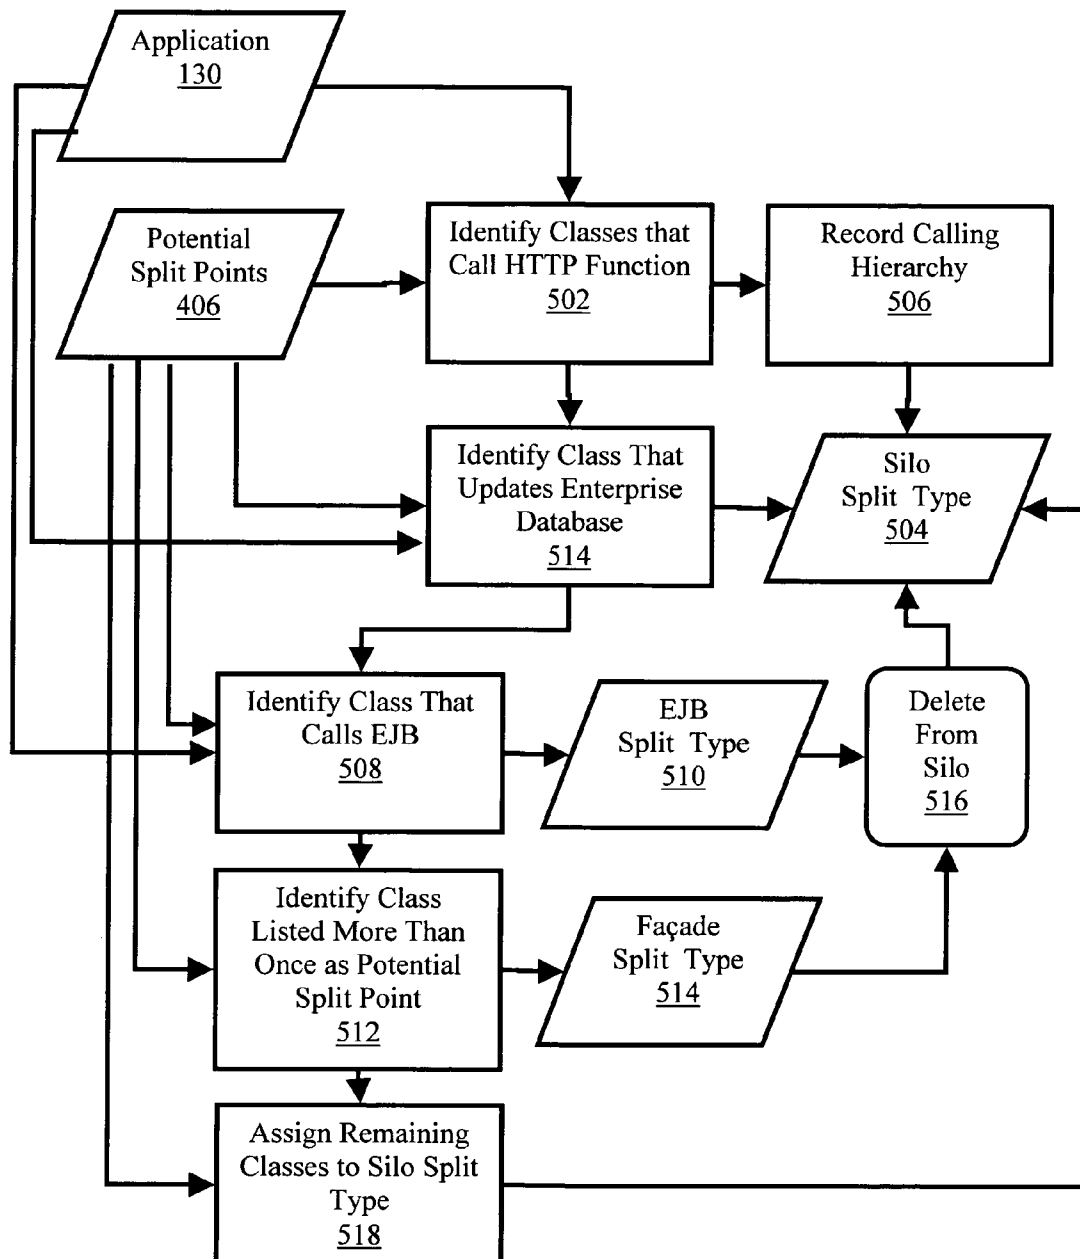 Application
130
Potential
Split Points
406
Identify Classes that
Call HTTP Function
502
Record Calling
Hierarchy
506
Identify Class That
Updates Enterprise
Database
514
Silo
Split Type
504
Identify Class That
Calls EJB
508
EJB
Split Type
510
Delete
From
Silo
516
Identify Class
Listed More Than
Once as Potential
Split Point
512
Façade
Split Type
514
Assign Remaining
Classes to Silo Split
Type
518